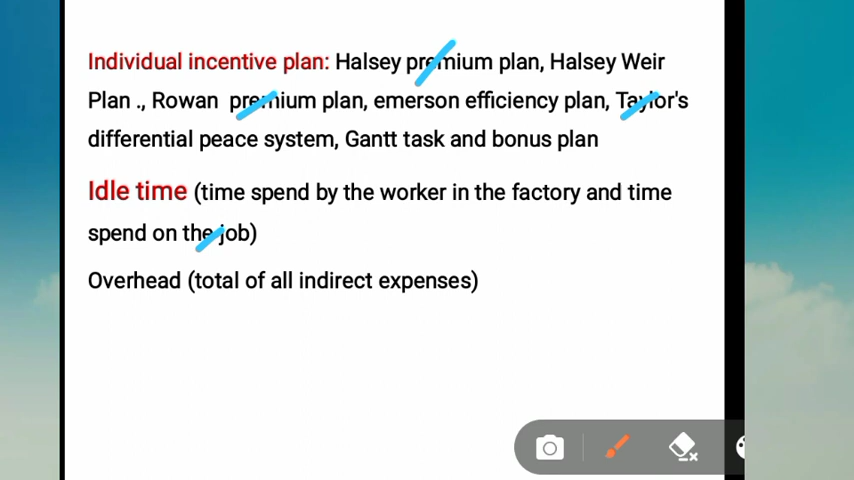 Individual incentive plan: Halsey premium plan, Halsey Weir
Plan ., Rowan premium plan, emerson efficiency plan, Taylor's
differential peace system, Gantt task and bonus plan
Idle time (time spend by the worker in the factory and time
spend on the job)
Overhead (total of all indirect expenses)